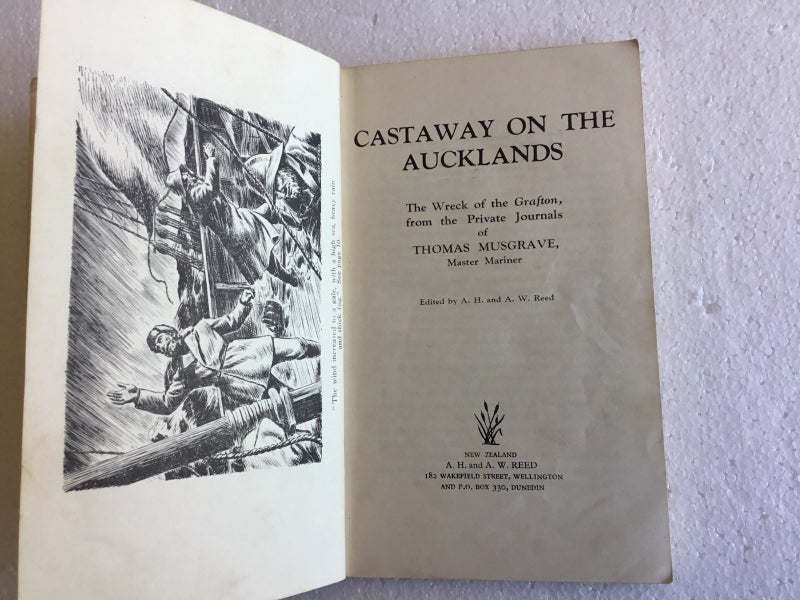 "The wind increased to a gale, with a high sea, heavy rain
and thick fog." See page 10
CASTAWAY ON THE
AUCKLANDS
The Wreck of the Grafton,
from the Private Journals
of
THOMAS MUSGRAVE,
Master Mariner
Edited by A. H. and A. W. Reed
NEW ZEALAND
A. H. and A. W. REED
182 WAKEFIELD STREET, WELLINGTON
AND P.O. BOX 330, DUNEDIN